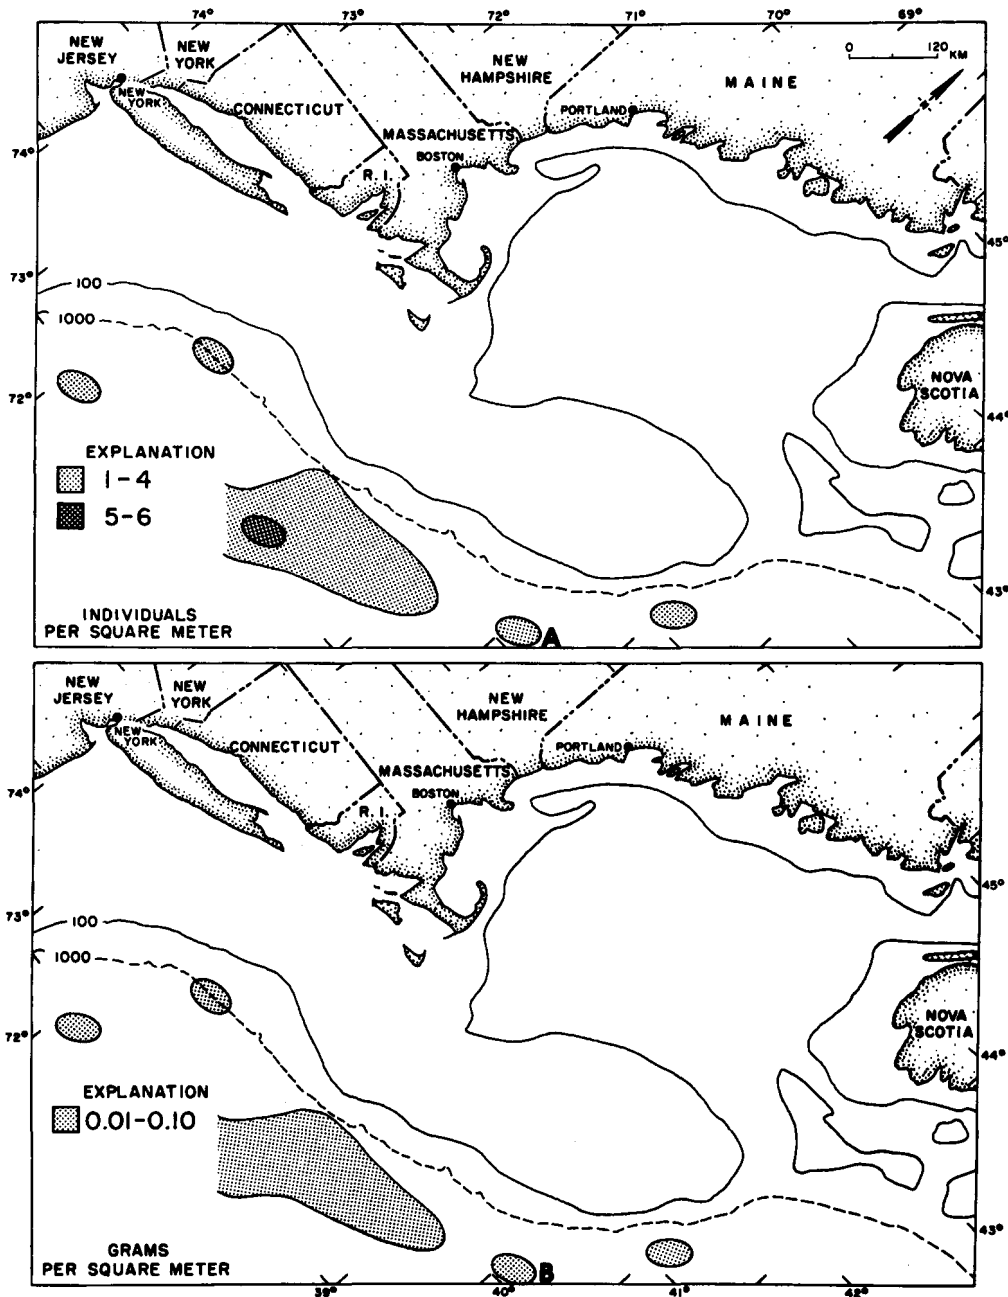 74° 73° 72° 71° 70° 69°
NEW JERSEY
NEW YORK
NEW YORK
CONNECTICUT
R. I.
MASSACHUSETTS
BOSTON
NEW HAMPSHIRE
PORTLAND
MAINE
0 120
KM
74°
73°
72°
45°
44°
43°
100
1000
NOVA SCOTIA
EXPLANATION
1-4
5-6
INDIVIDUALS
PER SQUARE METER
A
NEW JERSEY
NEW YORK
NEW YORK
CONNECTICUT
R. I.
MASSACHUSETTS
BOSTON
NEW HAMPSHIRE
PORTLAND
MAINE
74°
73°
72°
45°
44°
43°
100
1000
NOVA SCOTIA
EXPLANATION
0.01-0.10
GRAMS
PER SQUARE METER
B
39° 40° 41° 42°